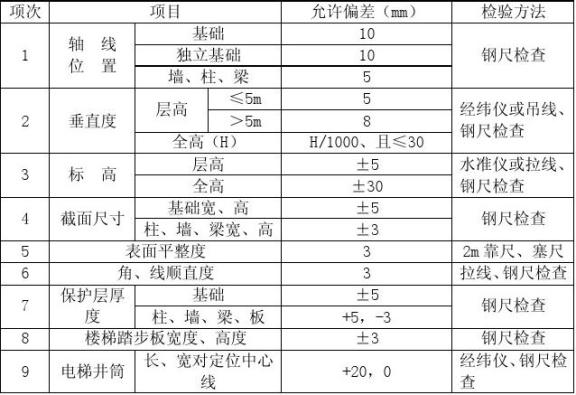 项次 项目 允许偏差（mm） 检验方法
1 轴 线位 置 基础 10 钢尺检查
独立基础 10
墙、柱、梁 5
2 垂直度 层高 ≤5m 5 经纬仪或吊线、钢尺检查
＞5m 8
全高（H） H/1000、且≤30
3 标 高 层高 ±5 水准仪或拉线、钢尺检查
全高 ±30
4 截面尺寸 基础宽、高 ±5 钢尺检查
柱、墙、梁宽、高 ±3
5 表面平整度 3 2m 靠尺、塞尺
6 角、线顺直度 3 拉线、钢尺检查
7 保护层厚度 基础 ±5 钢尺检查
柱、墙、梁、板 +5，-3
8 楼梯踏步板宽度、高度 ±3 钢尺检查
9 电梯井筒 长、宽对定位中心线 +20，0 经纬仪、钢尺检查